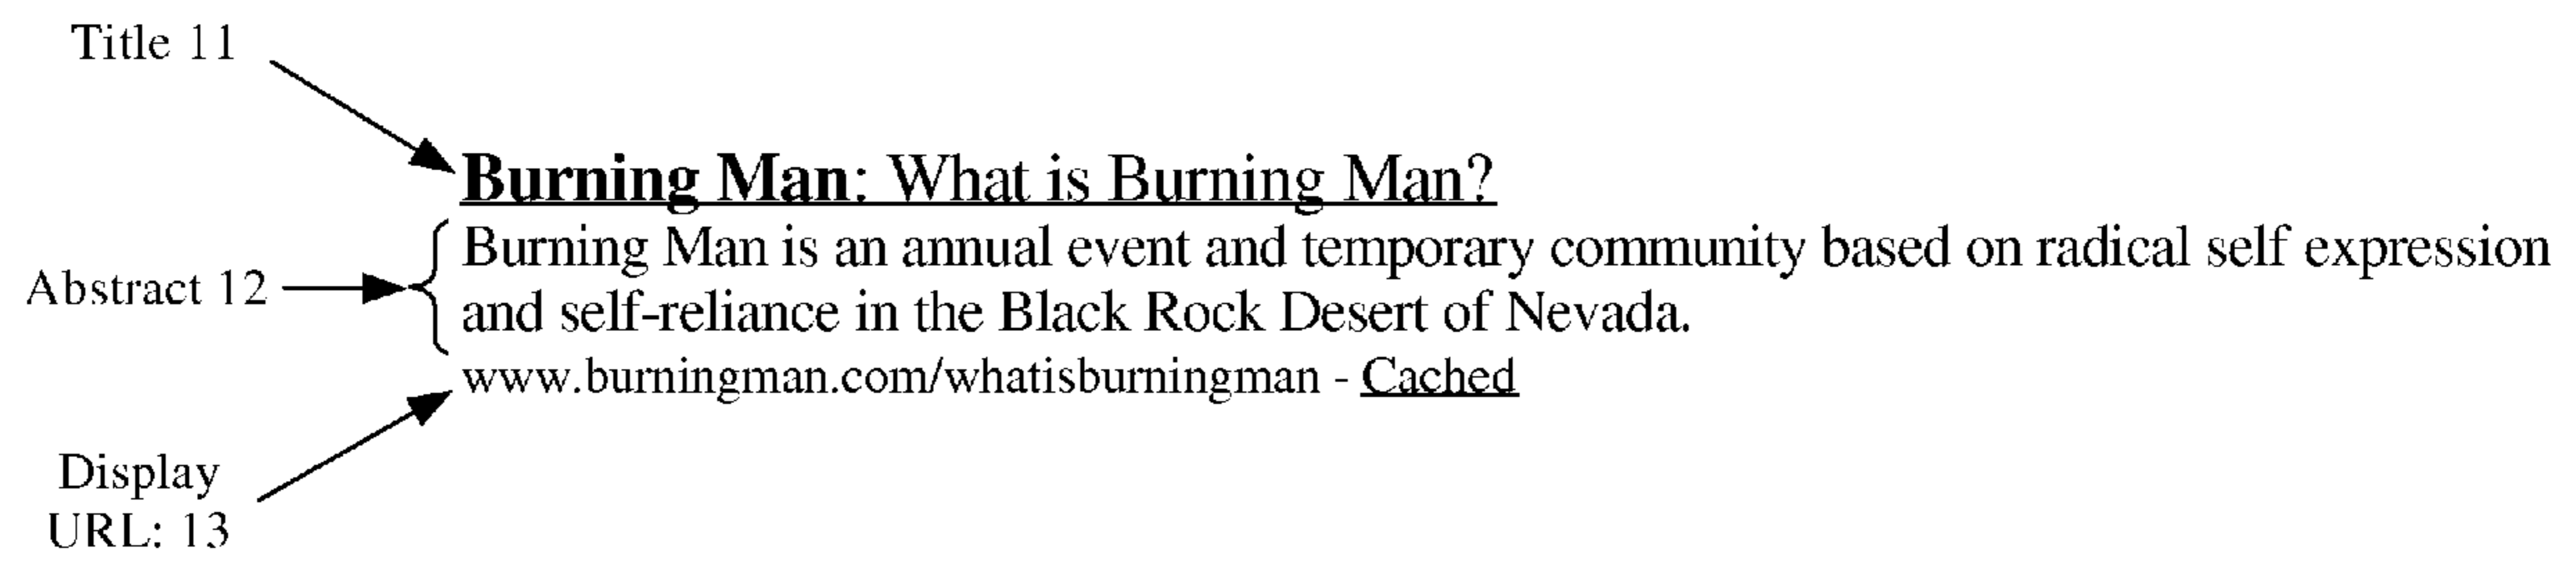 Title 11
Burning Man: What is Burning Man?
Burning Man is an annual event and temporary community based on radical self expression
Abstract 12
and self-reliance in the Black Rock Desert of Nevada.
www.burningman.com/whatisburningman - Cached
Display
URL: 13